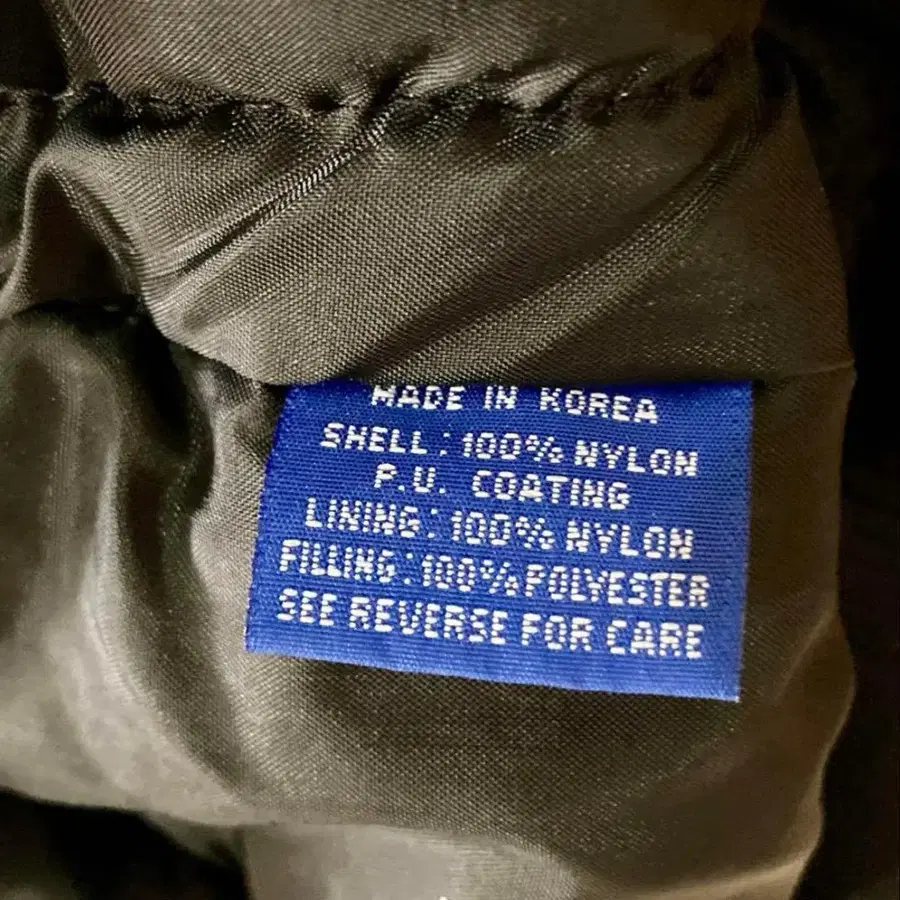 MADE IN KOREA
SHELL: 100% NYLON
P.U. COATING
LINING: 100% NYLON
FILLING: 100% POLYESTER
SEE REVERSE FOR CARE